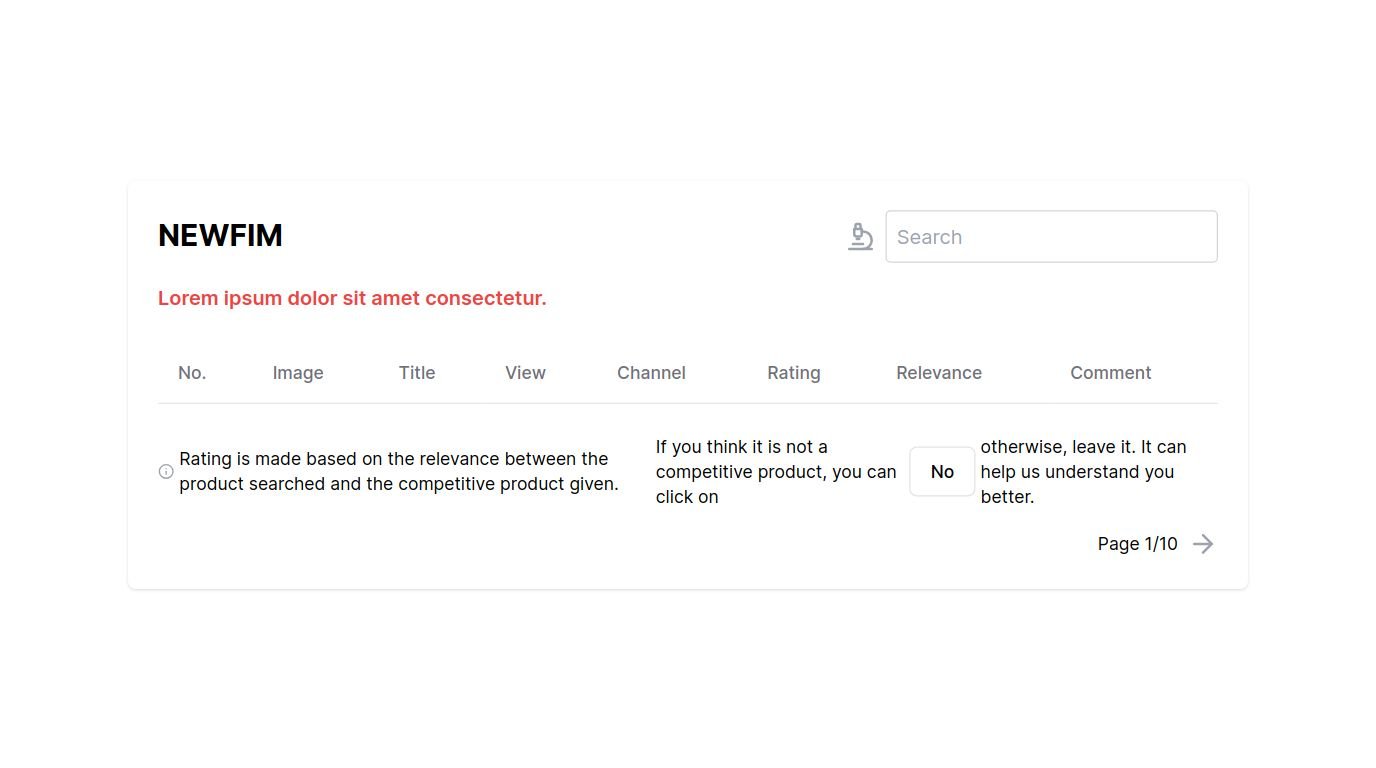 NEWFIM
Search
Lorem ipsum dolor sit amet consectetur.
No. Image Title View Channel Rating Relevance Comment
Rating is made based on the relevance between the
product searched and the competitive product given.
If you think it is not a
competitive product, you can
click on
No
otherwise, leave it. It can
help us understand you
better.
Page 1/10